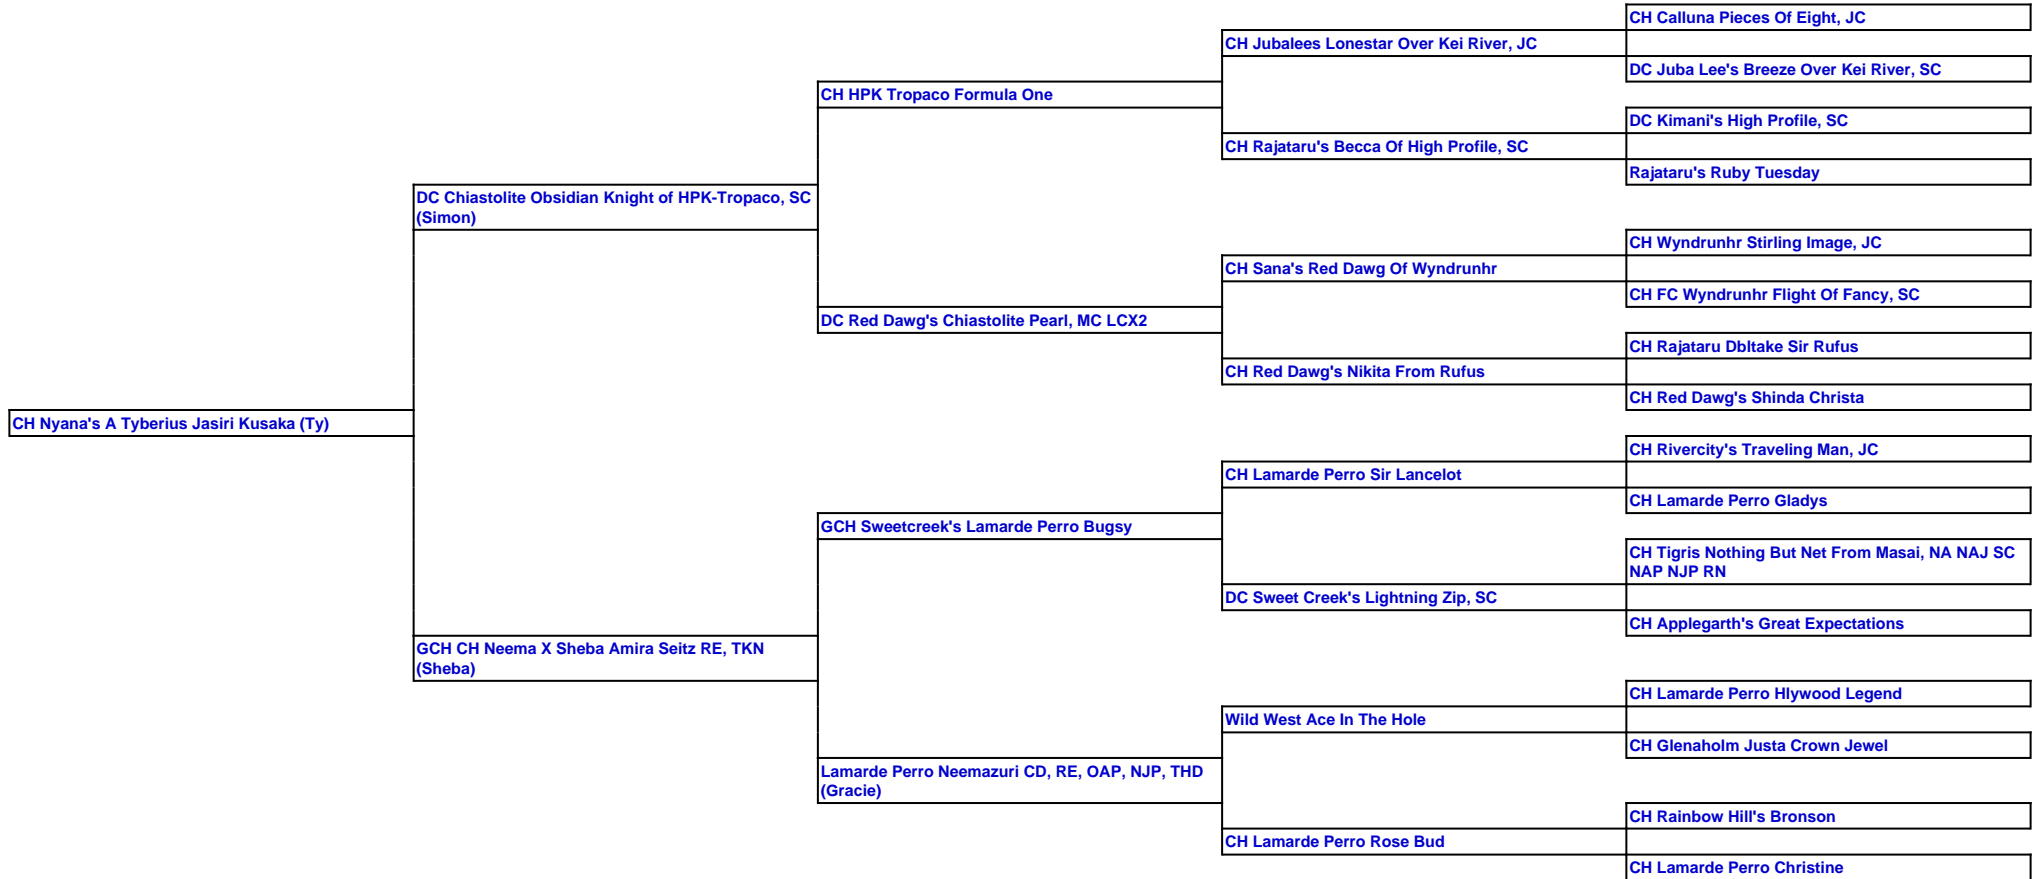 CH Calluna Pieces Of Eight, JC
CH Jubalees Lonestar Over Kei River, JC
DC Juba Lee's Breeze Over Kei River, SC
CH HPK Tropaco Formula One
DC Kimani's High Profile, SC
CH Rajataru's Becca Of High Profile, SC
Rajataru's Ruby Tuesday
DC Chiastolite Obsidian Knight of HPK-Tropaco, SC
(Simon)
CH Wyndrunhr Stirling Image, JC
CH Sana's Red Dawg Of Wyndrunhr
CH FC Wyndrunhr Flight Of Fancy, SC
DC Red Dawg's Chiastolite Pearl, MC LCX2
CH Rajataru Dbltake Sir Rufus
CH Red Dawg's Nikita From Rufus
CH Red Dawg's Shinda Christa
CH Nyana's A Tyberius Jasiri Kusaka (Ty)
CH Rivercity's Traveling Man, JC
CH Lamarde Perro Sir Lancelot
CH Lamarde Perro Gladys
GCH Sweetcreek's Lamarde Perro Bugsy
CH Tigris Nothing But Net From Masai, NA NAJ SC
NAP NJP RN
DC Sweet Creek's Lightning Zip, SC
CH Applegarth's Great Expectations
GCH CH Neema X Sheba Amira Seitz RE, TKN
(Sheba)
CH Lamarde Perro Hlywood Legend
Wild West Ace In The Hole
CH Glenaholm Justa Crown Jewel
Lamarde Perro Neemazuri CD, RE, OAP, NJP, THD
(Gracie)
CH Rainbow Hill's Bronson
CH Lamarde Perro Rose Bud
CH Lamarde Perro Christine